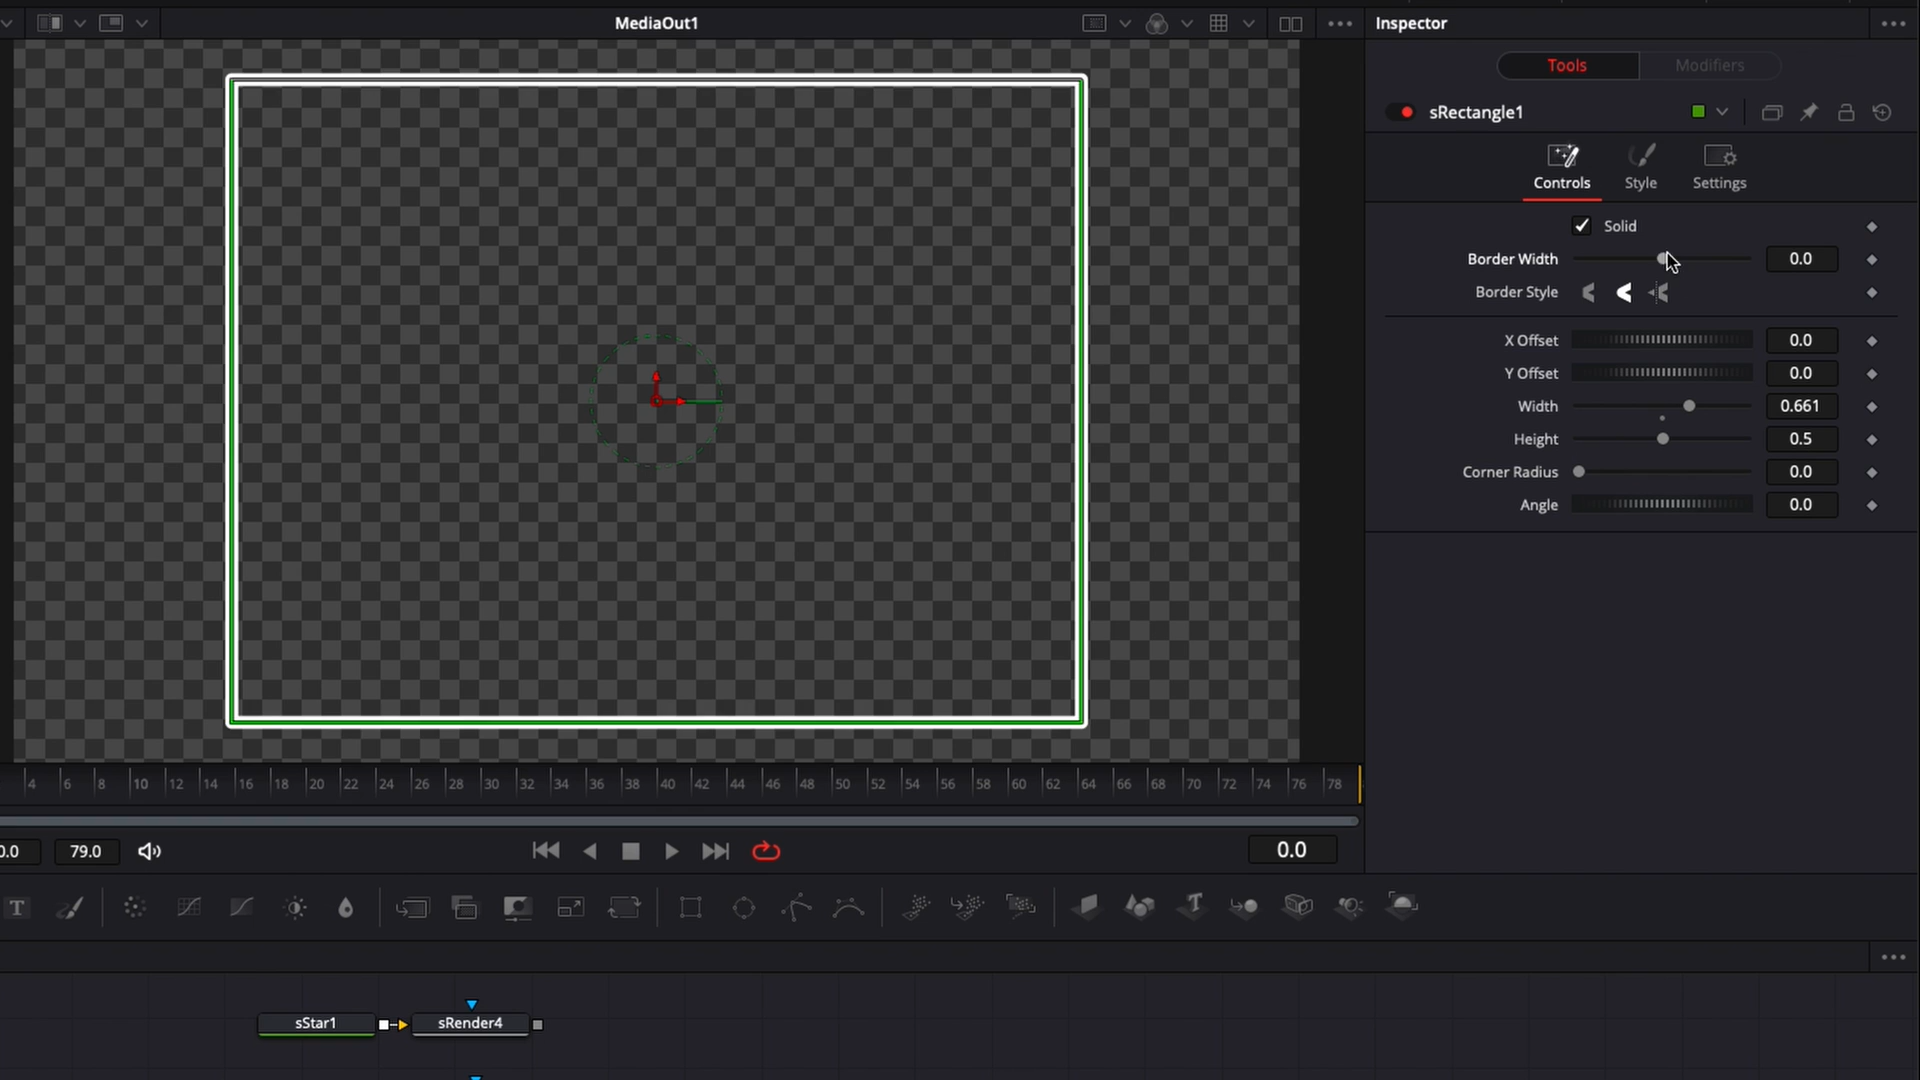 MediaOut1
Inspector
Tools
Modifiers
sRectangle1
Controls
Style
Settings
Solid
Border Width
0.0
Border Style
X Offset
0.0
Y Offset
0.0
Width
0.661
Height
0.5
Corner Radius
0.0
Angle
0.0
4 6 8 10 12 14 16 18 20 22 24 26 28 30 32 34 36 38 40 42 44 46 48 50 52 54 56 58 60 62 64 66 68 70 72 74 76 78
0.0
79.0
0.0
T
sStar1
sRender4